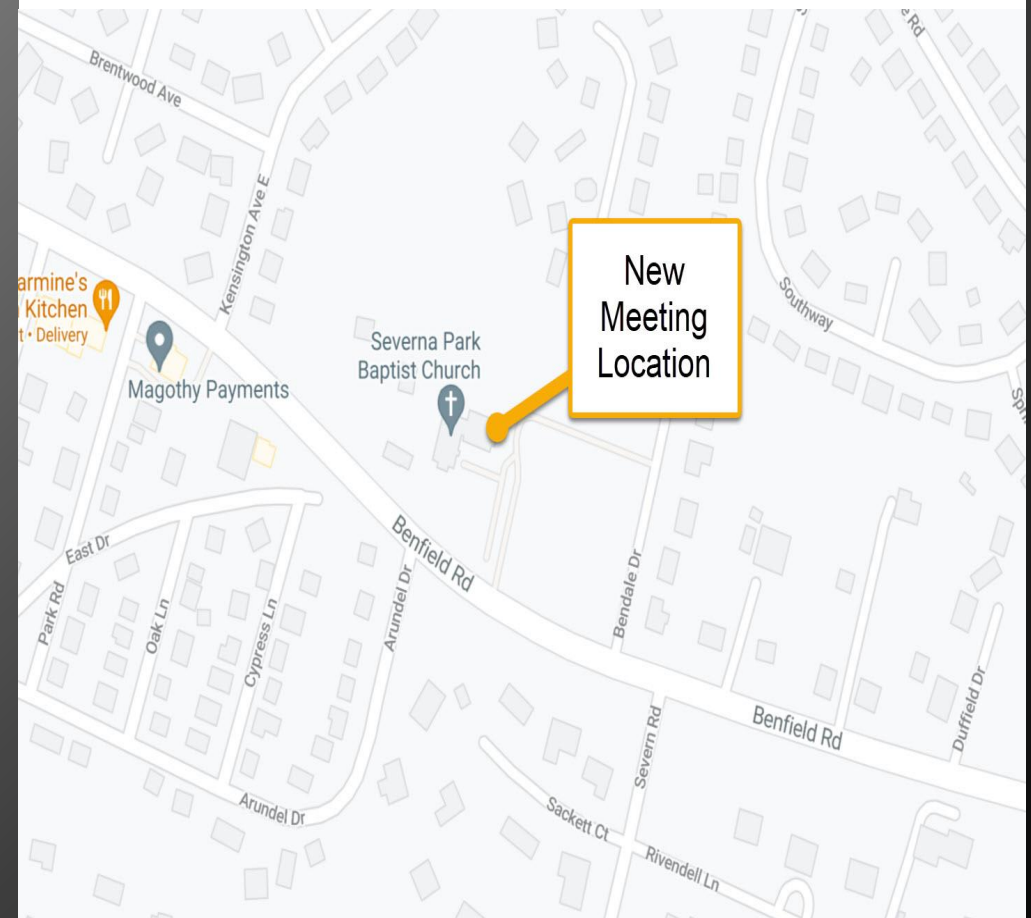 e Rd
Brentwood Ave
Kensington Ave E
New
Meeting
Location
Southway
armine's
Kitchen
t • Delivery
Magothy Payments
Severna Park
Baptist Church
Benfield Rd
East Dr
Park Rd
Oak Ln
Cypress Ln
Arundel Dr
Bendale Dr
Duffield Dr
Benfield Rd
Severn Rd
Arundel Dr
Sackett Ct
Rivendell Ln